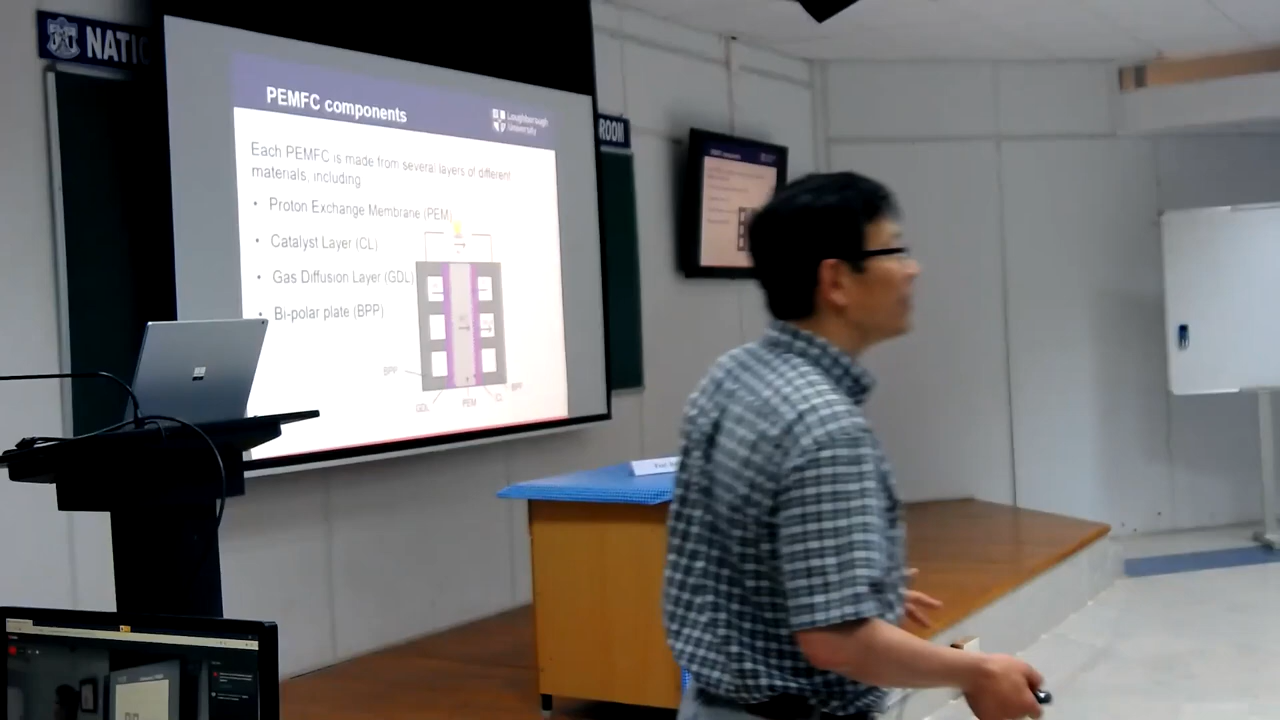 NATIO
PEMFC components
Loughborough
University
ROOM
Each PEMFC is made from several layers of different
materials, including
• Proton Exchange Membrane (PEM)
• Catalyst Layer (CL)
• Gas Diffusion Layer (GDL)
• Bi-polar plate (BPP)
BPP
BPP
GDL
PEM
CL